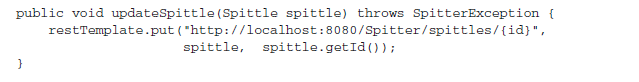 public void updateSpittle(Spittle spittle) throws SpitterException {
    restTemplate.put("http://localhost:8080/Spitter/spittles/{id}",
                     spittle,  spittle.getId());
}